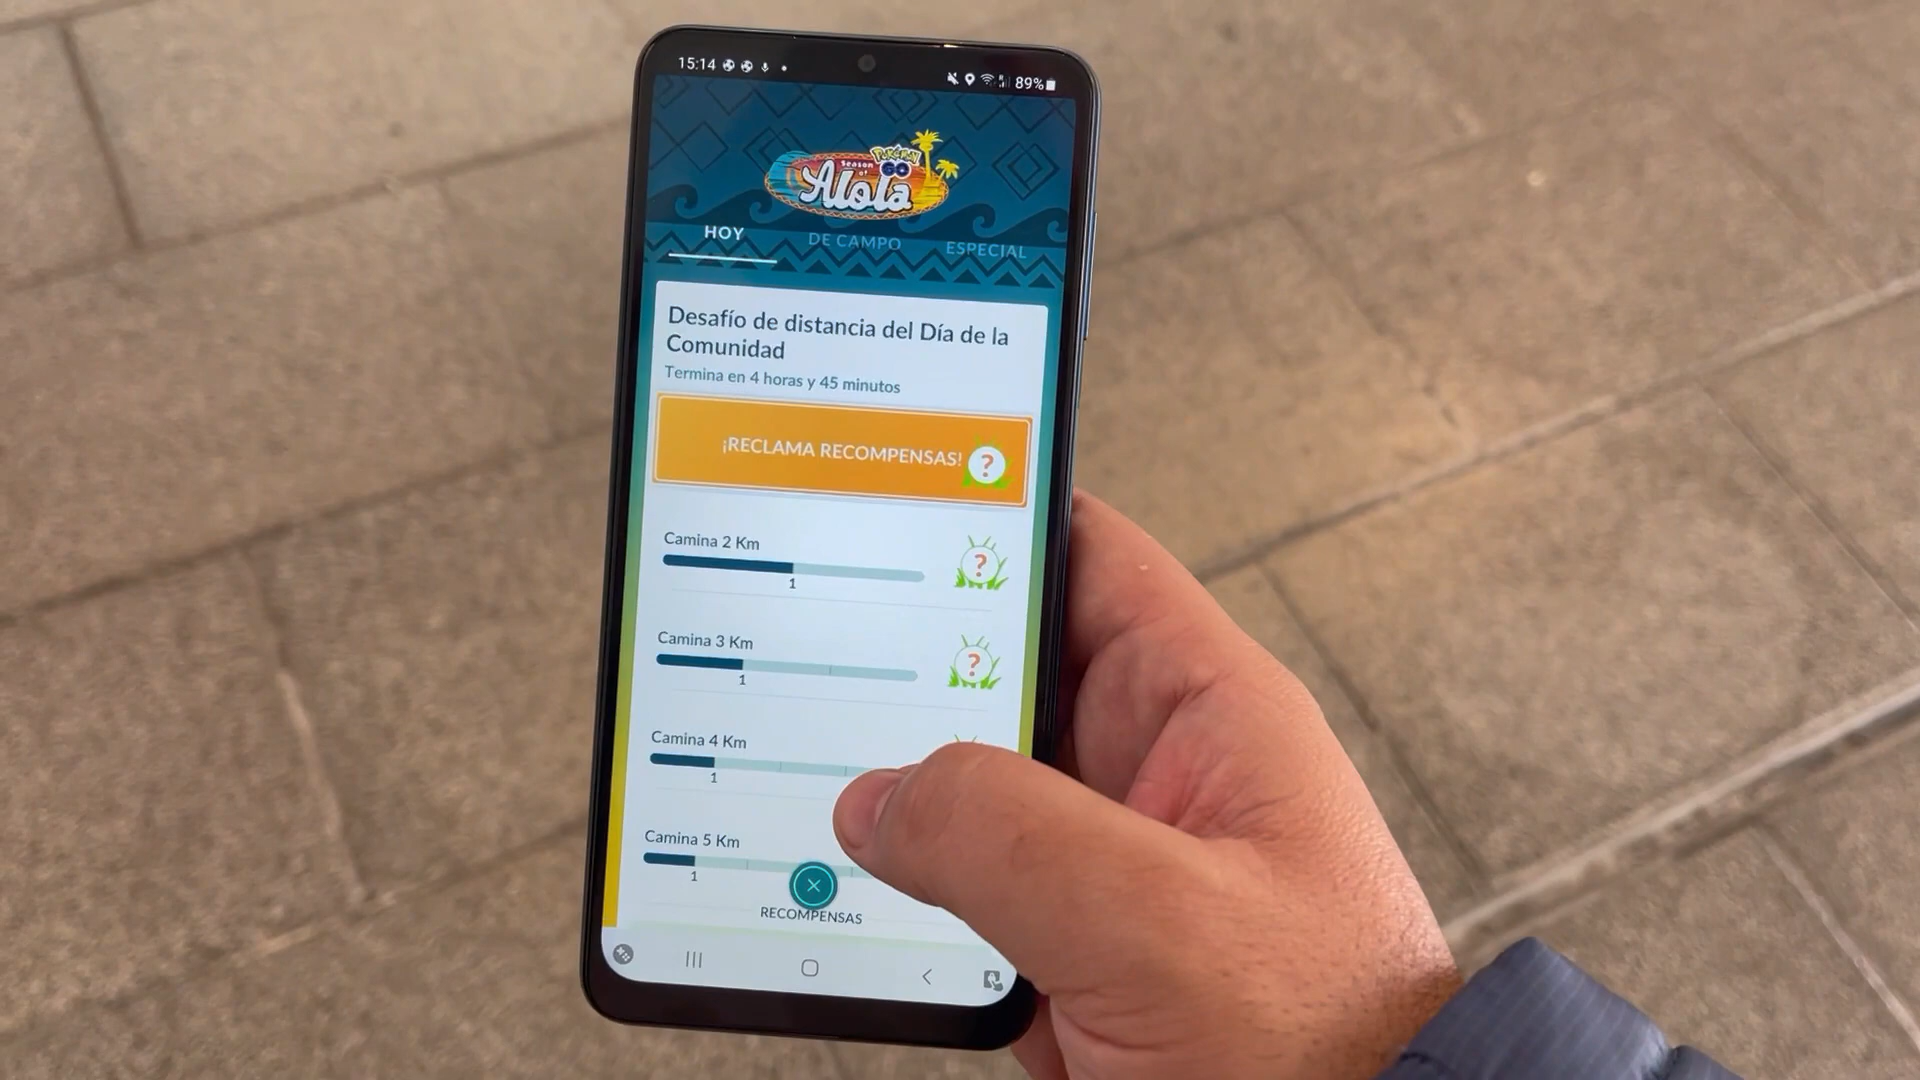 15:14
89%
POKÉMON
GO
Season
of
Alola
HOY
DE CAMPO
ESPECIAL
Desafío de distancia del Día de la
Comunidad
Termina en 4 horas y 45 minutos
¡RECLAMA RECOMPENSAS!
?
Camina 2 Km
?
1
Camina 3 Km
?
1
Camina 4 Km
1
Camina 5 Km
1
RECOMPENSAS